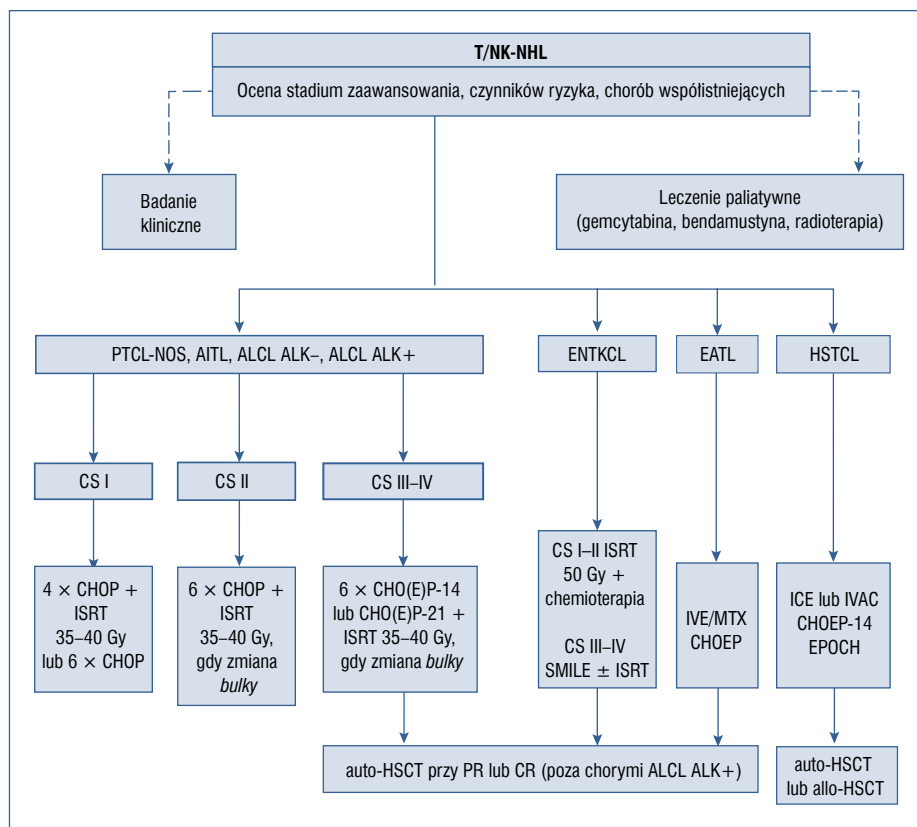 T/NK-NHL
Ocena stadium zaawansowania, czynników ryzyka, chorób współistniejących
Badanie
kliniczne
Leczenie paliatywne
(gemcytabina, bendamustyna, radioterapia)
PTCL-NOS, AITL, ALCL ALK–, ALCL ALK+
ENTKCL
EATL
HSTCL
CS I
CS II
CS III–IV
4 × CHOP +
ISRT
35–40 Gy
lub 6 × CHOP
6 × CHOP +
ISRT
35–40 Gy,
gdy zmiana
bulky
6 × CHO(E)P-14
lub CHO(E)P-21 +
ISRT 35–40 Gy,
gdy zmiana bulky
CS I–II ISRT
50 Gy +
chemioterapia
CS III–IV
SMILE ± ISRT
IVE/MTX
CHOEP
ICE lub IVAC
CHOEP-14
EPOCH
auto-HSCT przy PR lub CR (poza chorymi ALCL ALK+)
auto-HSCT
lub allo-HSCT